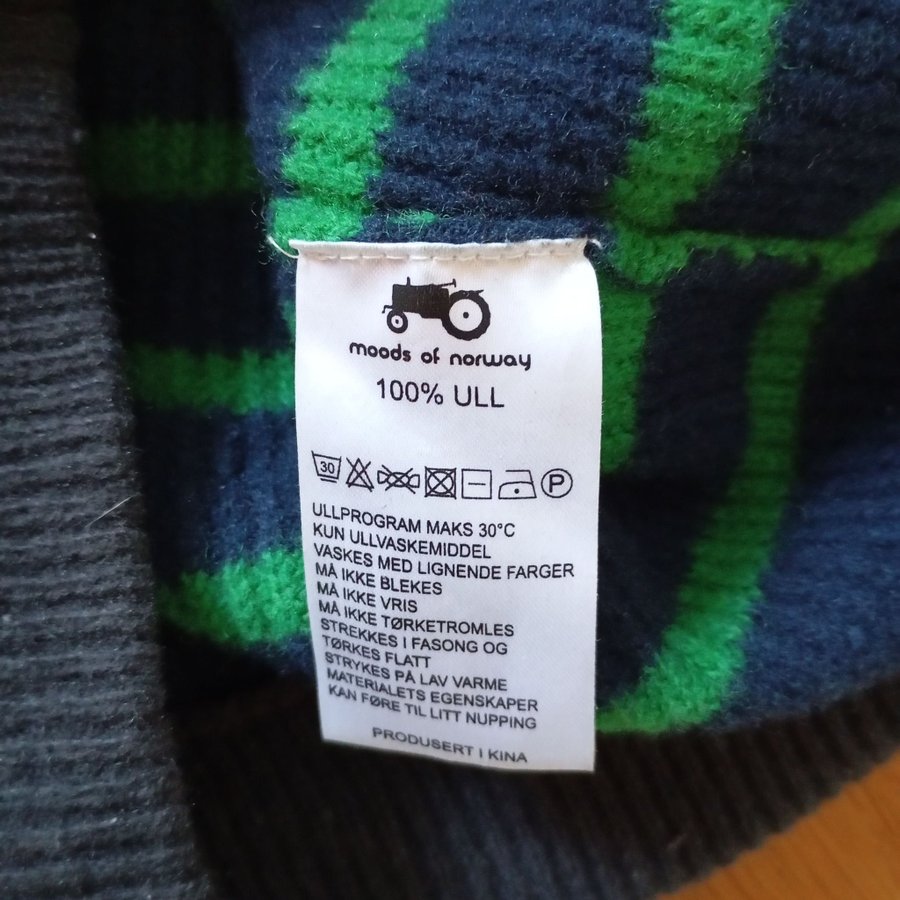 moods of norway
100% ULL
30 P
ULLPROGRAM MAKS 30°C
KUN ULLVASKEMIDDEL
VASKES MED LIGNENDE FARGER
MÅ IKKE BLEKES
MÅ IKKE VRIS
MÅ IKKE TØRKETROMLES
STREKKES I FASONG OG
TØRKES FLATT
STRYKES PÅ LAV VARME
MATERIALETS EGENSKAPER
KAN FØRE TIL LITT NUPPING
PRODUSERT I KINA